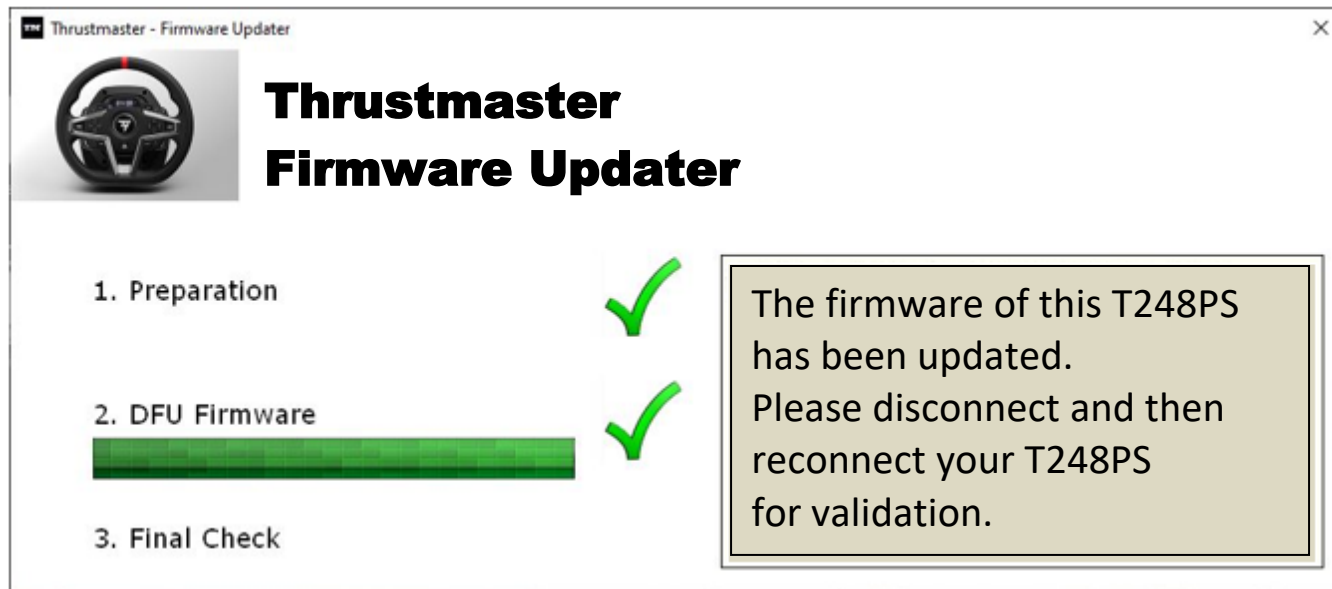 Thrustmaster - Firmware Updater
Thrustmaster
Firmware Updater
1. Preparation
2. DFU Firmware
3. Final Check
The firmware of this T248PS
has been updated.
Please disconnect and then
reconnect your T248PS
for validation.